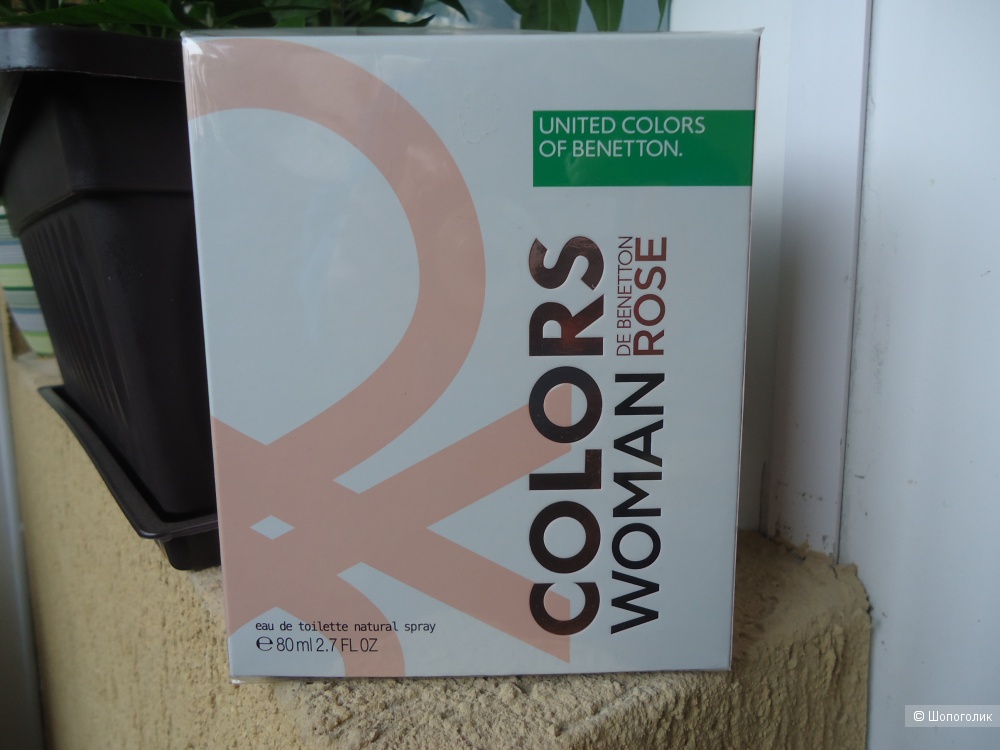 UNITED COLORS
OF BENETTON.
COLORS
DE BENETTON
WOMAN ROSE
eau de toilette natural spray
℮ 80 ml 2.7 FL OZ
© Шопоголик